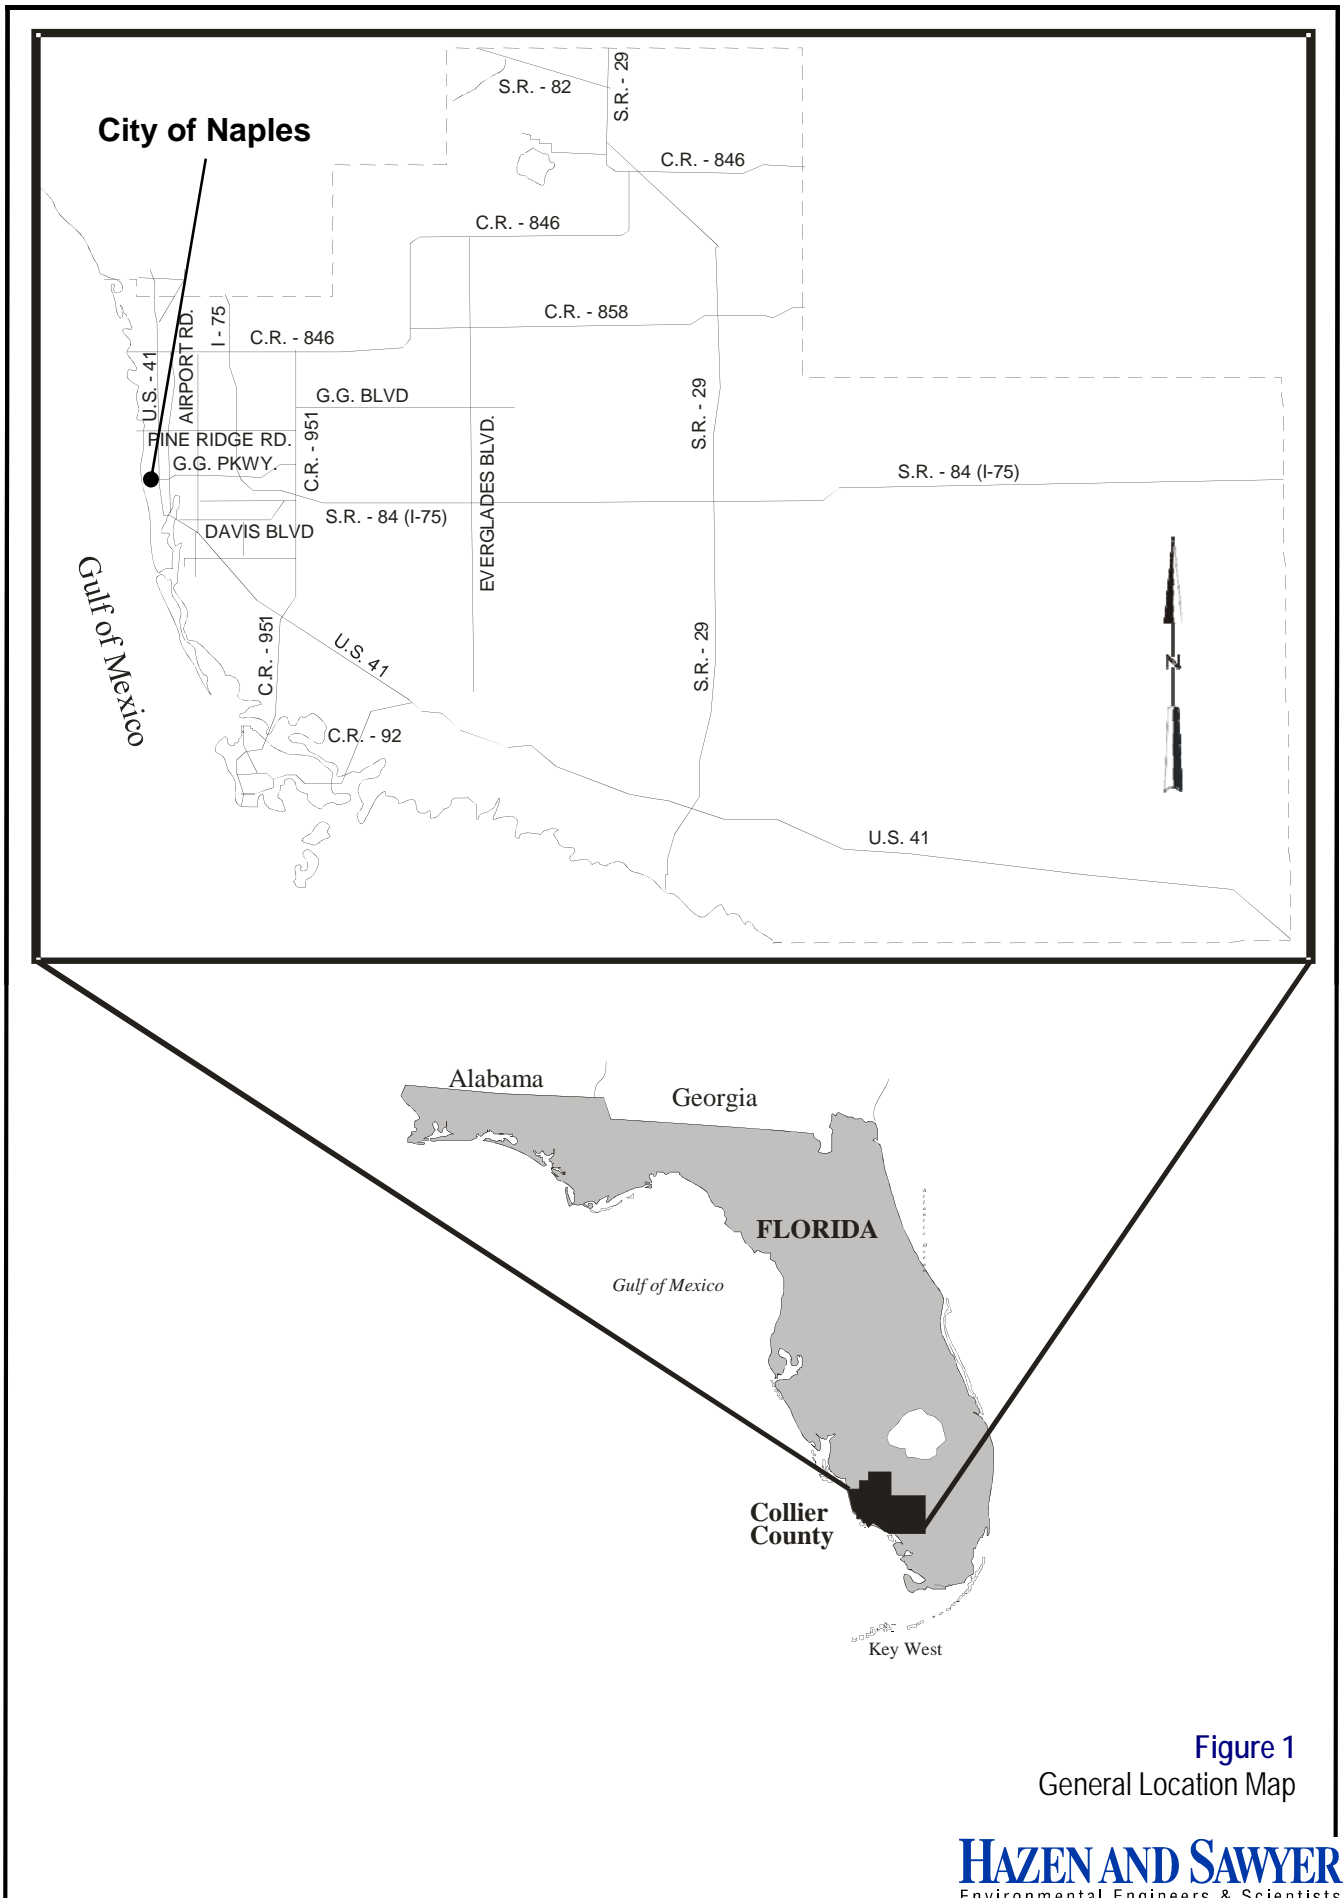 S.R. - 82
S.R. - 29
City of Naples
C.R. - 846
C.R. - 846
C.R. - 858
I - 75
AIRPORT RD.
U.S. - 41
C.R. - 846
G.G. BLVD
S.R. - 29
PINE RIDGE RD.
C.R. - 951
EVERGLADES BLVD.
G.G. PKWY.
S.R. - 84 (I-75)
S.R. - 84 (I-75)
DAVIS BLVD
Gulf of Mexico
C.R. - 951
U.S. 41
S.R. - 29
N
C.R. - 92
U.S. 41
Alabama
Georgia
FLORIDA
Gulf of Mexico
Collier
County
Key West
Figure 1
General Location Map
HAZEN AND SAWYER
Environmental Engineers & Scientists